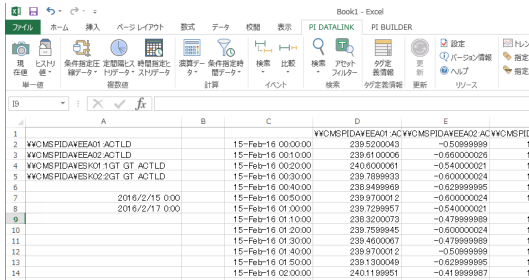 Book1 - Excel
ファイル ホーム 挿入 ページ レイアウト 数式 データ 校閲 表示 PI DATALINK PI BUILDER
現在値 ヒストリ値 条件指定圧縮データ 定間隔ヒストリデータ 時間指定ヒストリデータ 演算データ 条件指定時間データ 検索 比較 検索 アセットフィルター タグ定義情報 更新 設定 バージョン情報 ヘルプ トレン 指定 指定
単一値 複数値 計算 イベント 検索 タグ定義情報 更新 リソース
I9 fx
A B C D E
1 ¥¥CMSPIDA¥EEA01:AC ¥¥CMSPIDA¥EEA02:AC ¥¥CMSPID
2 ¥¥CMSPIDA¥EEA01:ACTLD 15-Feb-16 00:00:00 239.5200043 -0.50999999
3 ¥¥CMSPIDA¥EEA02:ACTLD 15-Feb-16 00:10:00 239.6100006 -0.660000026
4 ¥¥CMSPIDA¥ESK01:1GT GT ACTLD 15-Feb-16 00:20:00 240.6000061 -0.540000021
5 ¥¥CMSPIDA¥ESK02:2GT GT ACTLD 15-Feb-16 00:30:00 239.7899933 -0.600000024
6 15-Feb-16 00:40:00 238.9499969 -0.629999995
7 2016/2/15 0:00 15-Feb-16 00:50:00 239.9700012 -0.600000024
8 2016/2/17 0:00 15-Feb-16 01:00:00 239.7299957 -0.540000021
9 15-Feb-16 01:10:00 238.3200073 -0.479999989
10 15-Feb-16 01:20:00 239.7599945 -0.600000024
11 15-Feb-16 01:30:00 239.4600067 -0.479999989
12 15-Feb-16 01:40:00 239.9700012 -0.50999999
13 15-Feb-16 01:50:00 239.1300049 -0.629999995
14 15-Feb-16 02:00:00 240.1199951 -0.419999987